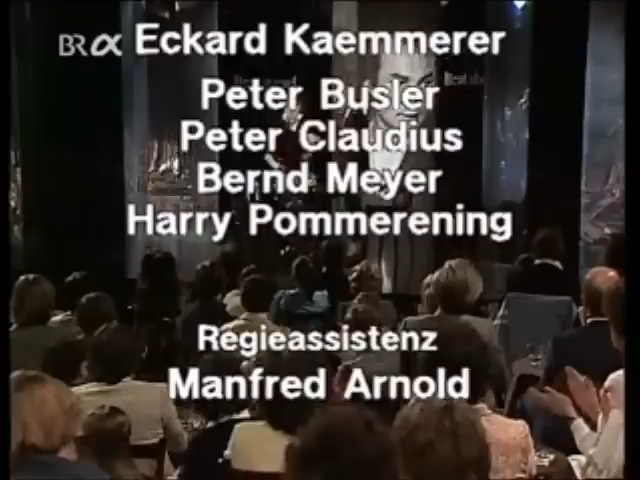 BRα Eckard Kaemmerer
Peter Busler
Peter Claudius
Bernd Meyer
Harry Pommerening
Regieassistenz
Manfred Arnold